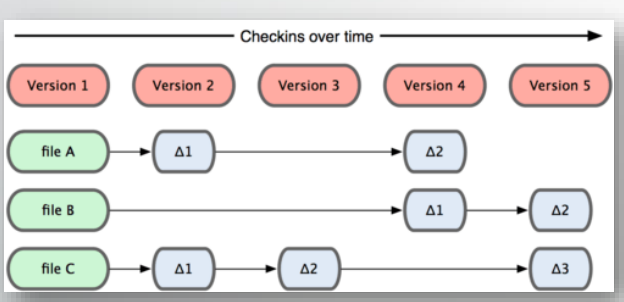 Checkins over time
Version 1 Version 2 Version 3 Version 4 Version 5
file A Δ1 Δ2
file B Δ1 Δ2
file C Δ1 Δ2 Δ3